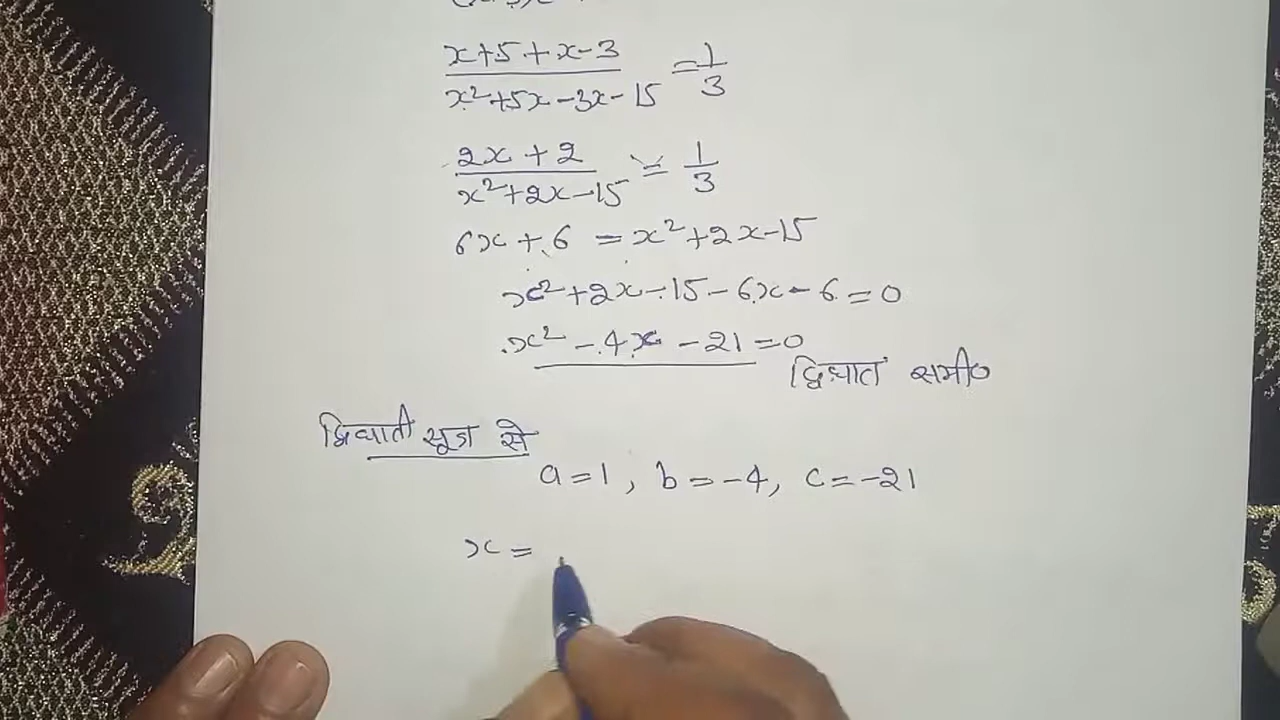 x+5+x-3 / x²+5x-3x-15 = 1/3
2x+2 / x²+2x-15 = 1/3
6x+6 = x²+2x-15
x²+2x-15-6x-6=0
x²-4x-21=0
द्विघात समी०
द्विघाती सूत्र से
a=1, b=-4, c=-21
x=